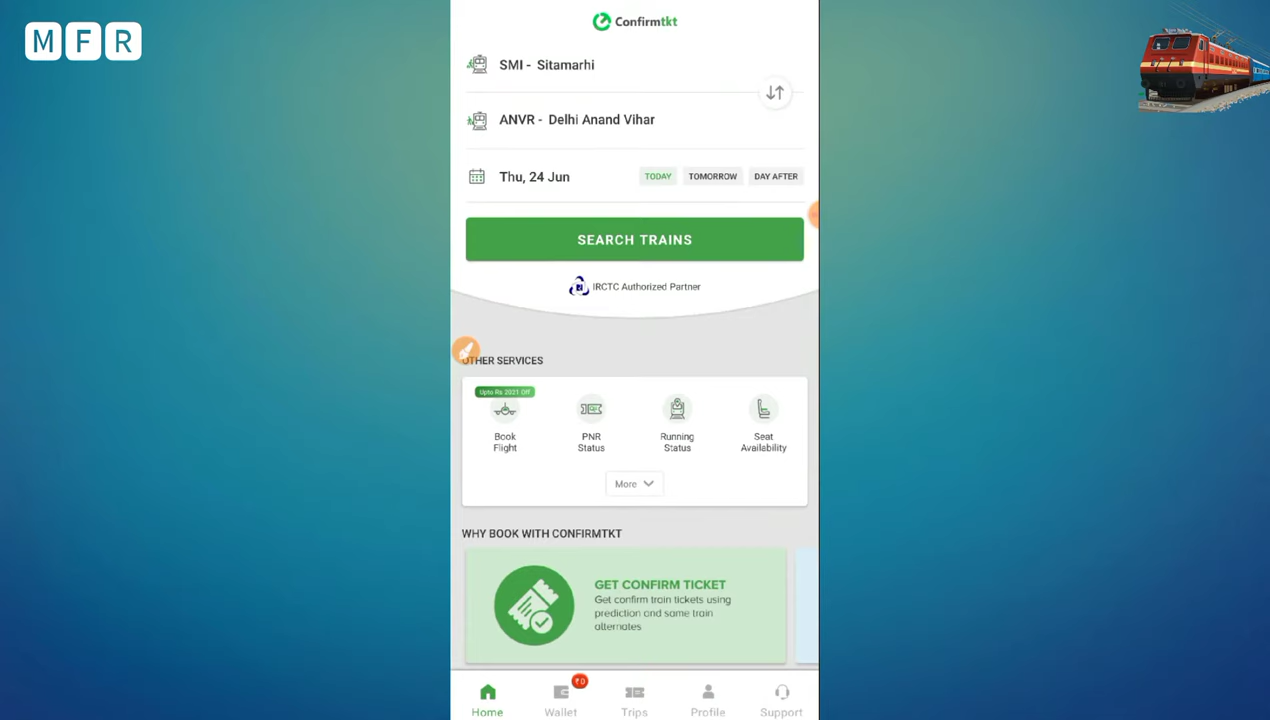 MFR
Confirmtkt
SMI - Sitamarhi
ANVR - Delhi Anand Vihar
Thu, 24 Jun TODAY TOMORROW DAY AFTER
SEARCH TRAINS
IRCTC Authorized Partner
OTHER SERVICES
Upto Rs 2021 Off
Book
Flight
PNR
Status
Running
Status
Seat
Availability
More
WHY BOOK WITH CONFIRMTKT
GET CONFIRM TICKET
Get confirm train tickets using
prediction and same train
alternates
₹0
Home Wallet Trips Profile Support